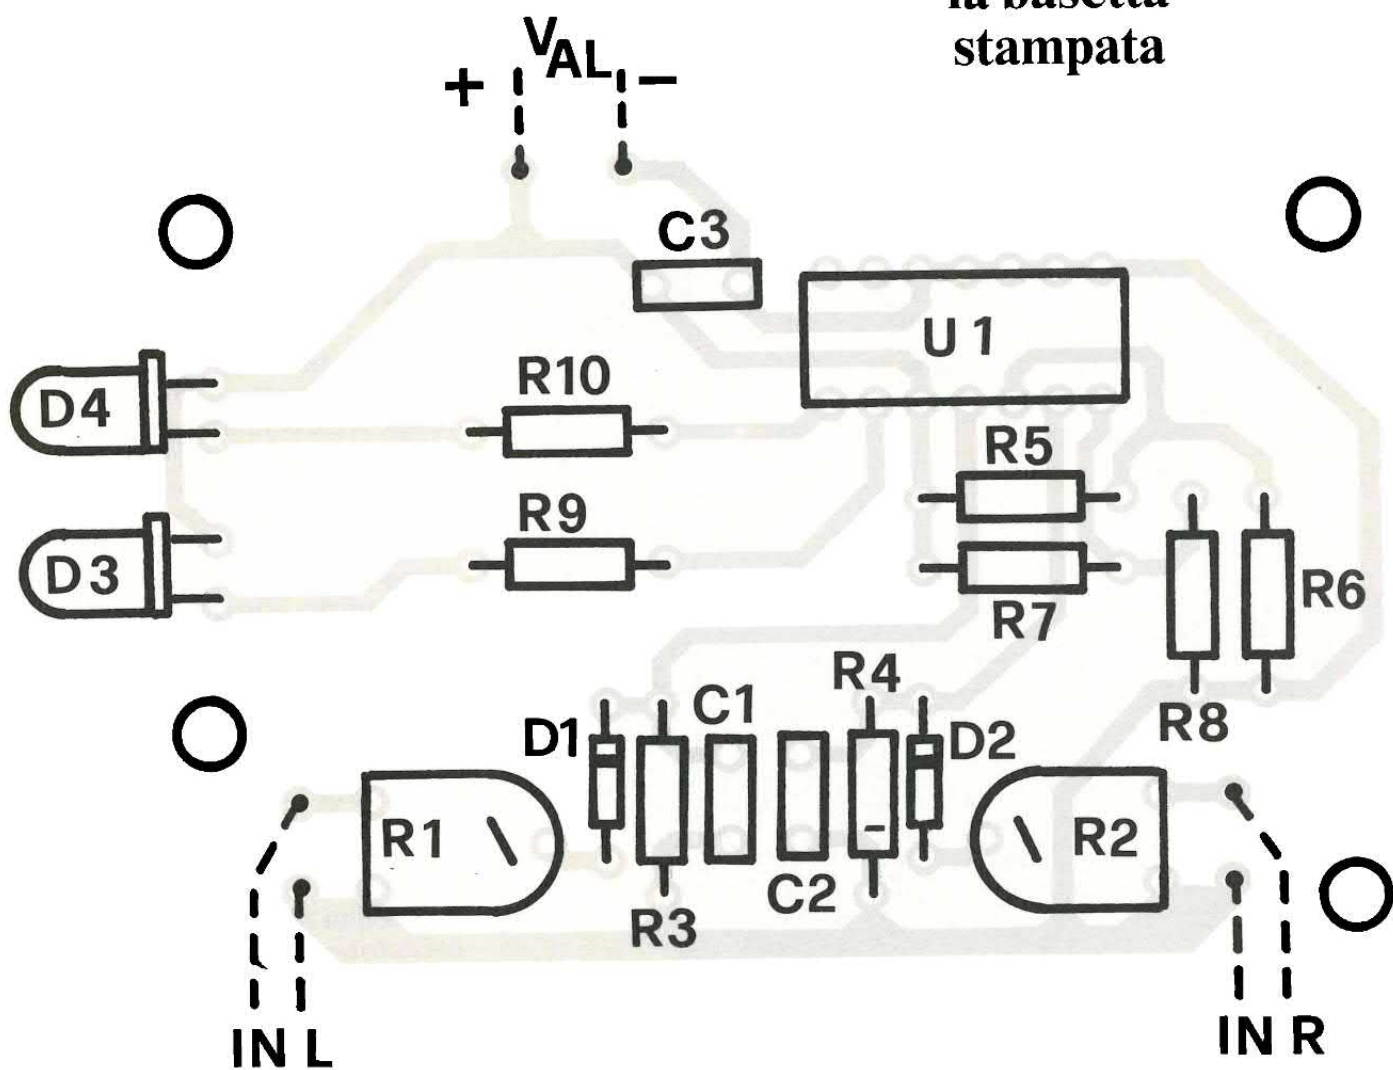 la basetta
stampata
VAL
+ -
C3
U1
R10
D4
R5
R9
D3
R7
R6
R4
C1
R8
D1
D2
R1
R2
C2
R3
IN L
IN R